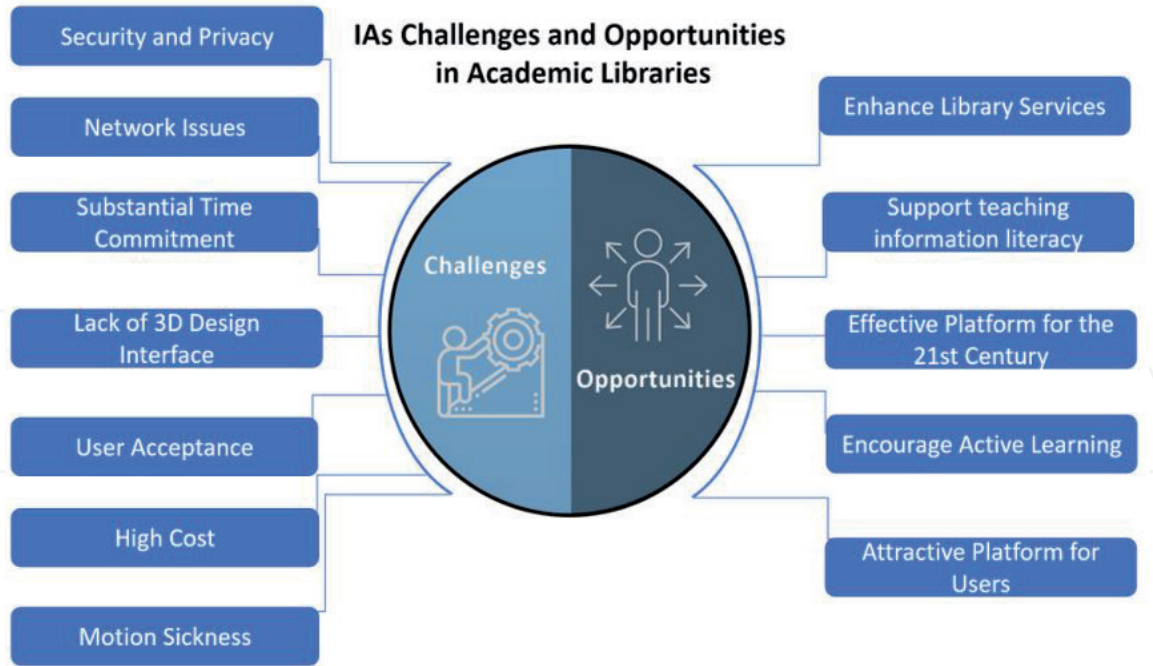 IAs Challenges and Opportunities
in Academic Libraries
Security and Privacy
Network Issues
Substantial Time
Commitment
Lack of 3D Design
Interface
User Acceptance
High Cost
Motion Sickness
Challenges
Opportunities
Enhance Library Services
Support teaching
information literacy
Effective Platform for the
21st Century
Encourage Active Learning
Attractive Platform for
Users